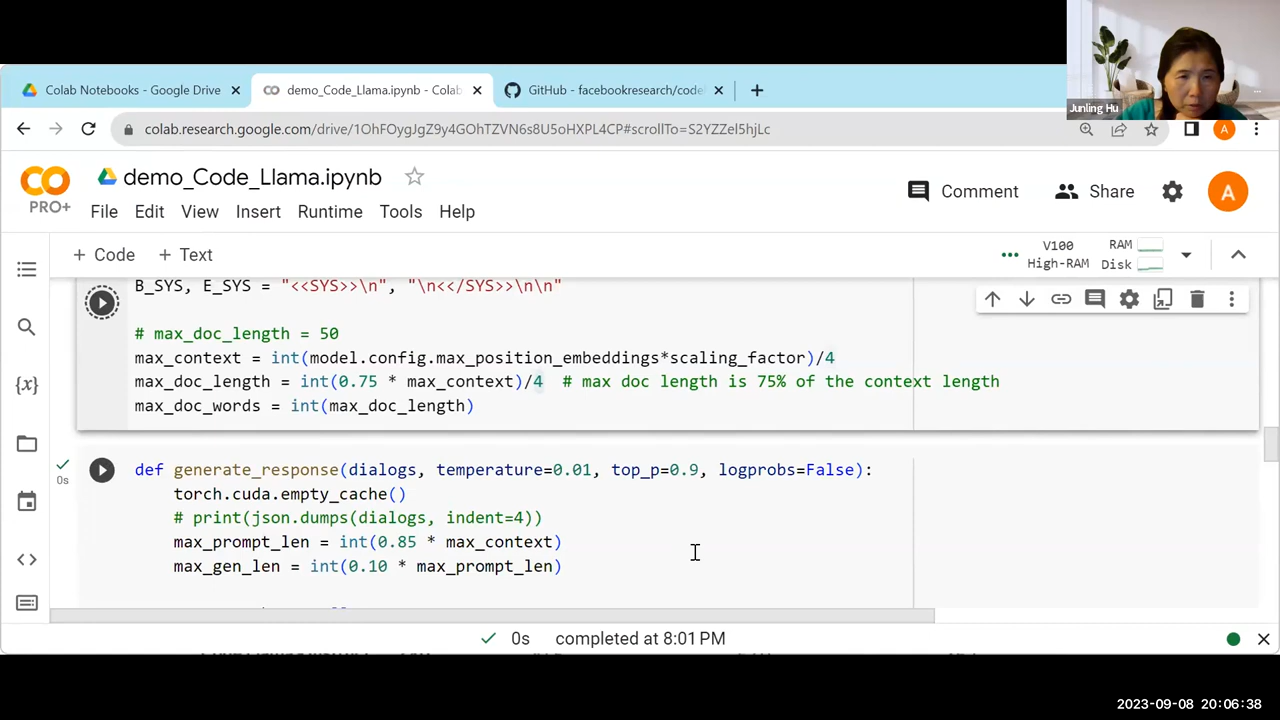 Junling Hu
Colab Notebooks - Google Drive
demo_Code_Llama.ipynb - Colab
GitHub - facebookresearch/codel
colab.research.google.com/drive/1OhFOygJgZ9y4GOhTZVN6s8U5oHXPL4CP#scrollTo=S2YZZel5hjLc
A
CO
PRO+
demo_Code_Llama.ipynb
File Edit View Insert Runtime Tools Help
Comment
Share
A
+ Code + Text
V100
High-RAM
RAM
Disk
B_SYS, E_SYS = "<<SYS>>\n", "\n<</SYS>>\n\n"
# max_doc_length = 50
max_context = int(model.config.max_position_embeddings*scaling_factor)/4
max_doc_length = int(0.75 * max_context)/4 # max doc length is 75% of the context length
max_doc_words = int(max_doc_length)
0s
def generate_response(dialogs, temperature=0.01, top_p=0.9, logprobs=False):
torch.cuda.empty_cache()
# print(json.dumps(dialogs, indent=4))
max_prompt_len = int(0.85 * max_context)
max_gen_len = int(0.10 * max_prompt_len)
0s completed at 8:01 PM
2023-09-08 20:06:38